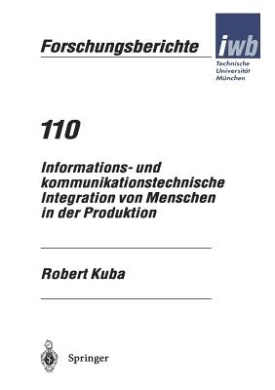 Forschungsberichte
iwb
Technische
Universität
München
110
Informations- und
kommunikationstechnische
Integration von Menschen
in der Produktion
Robert Kuba
Springer